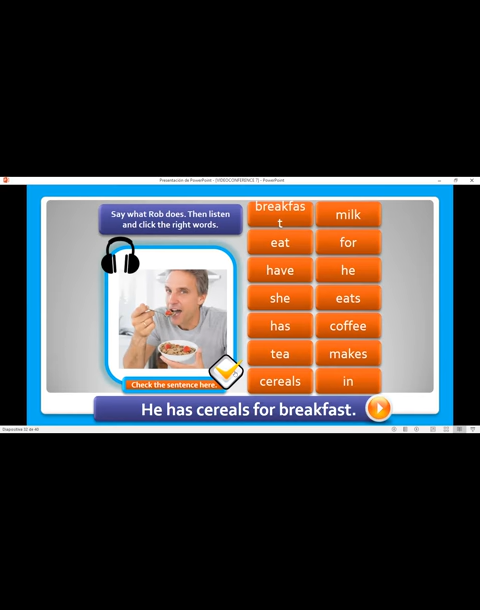 Presentación de PowerPoint - [VIDEOCONFERENCE 7] - PowerPoint
Say what Rob does. Then listen
and click the right words.
breakfas
t
milk
eat
for
have
he
she
eats
has
coffee
tea
makes
cereals
in
Check the sentence here.
He has cereals for breakfast.